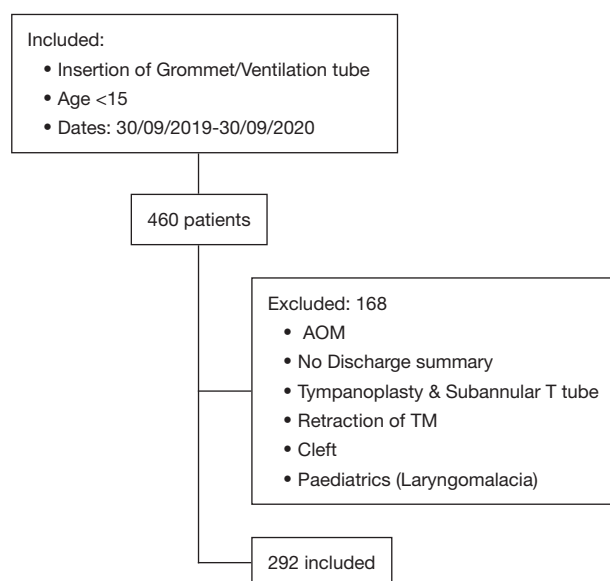 Included:
• Insertion of Grommet/Ventilation tube
• Age <15
• Dates: 30/09/2019-30/09/2020
460 patients
Excluded: 168
• AOM
• No Discharge summary
• Tympanoplasty & Subannular T tube
• Retraction of TM
• Cleft
• Paediatrics (Laryngomalacia)
292 included